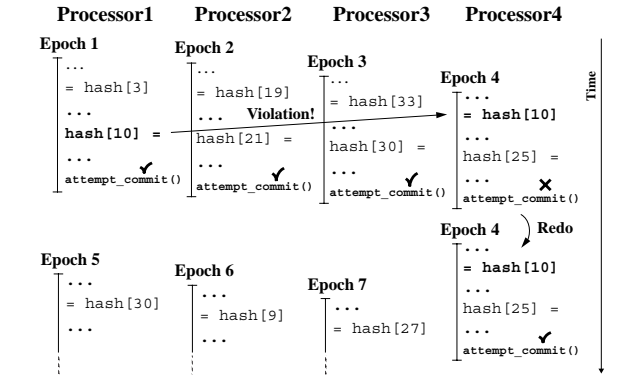 Processor1 Processor2 Processor3 Processor4
Epoch 1
...
= hash[3]
...
hash[10] =
...
attempt_commit()
Epoch 2
...
= hash[19]
...
hash[21] =
...
attempt_commit()
Epoch 3
...
= hash[33]
...
hash[30] =
...
attempt_commit()
Epoch 4
...
= hash[10]
...
hash[25] =
...
attempt_commit()
Violation!
Time
Redo
Epoch 5
...
= hash[30]
...
Epoch 6
...
= hash[9]
...
Epoch 7
...
= hash[27]
Epoch 4
...
= hash[10]
...
hash[25] =
...
attempt_commit()